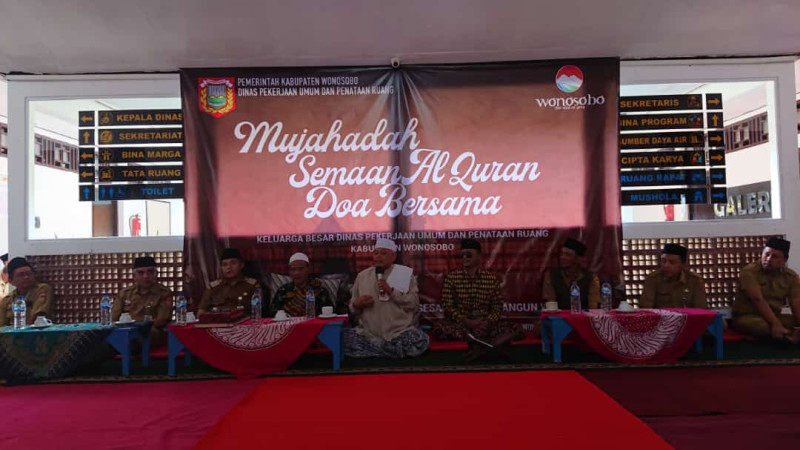 PEMERINTAH KABUPATEN WONOSOBO
DINAS PEKERJAAN UMUM DAN PENATAAN RUANG
wonosobo
Mujahadah
Semaan Al Quran
Doa Bersama
KELUARGA BESAR DINAS PEKERJAAN UMUM DAN PENATAAN RUANG
KABUPATEN WONOSOBO
KEPALA DINAS
SEKRETARIAT
BINA MARGA
TATA RUANG
TOILET
SEKRETARIS
BINA PROGRAM
SUMBER DAYA AIR
CIPTA KARYA
RUANG RAPAT
MUSHOLA
GALERI